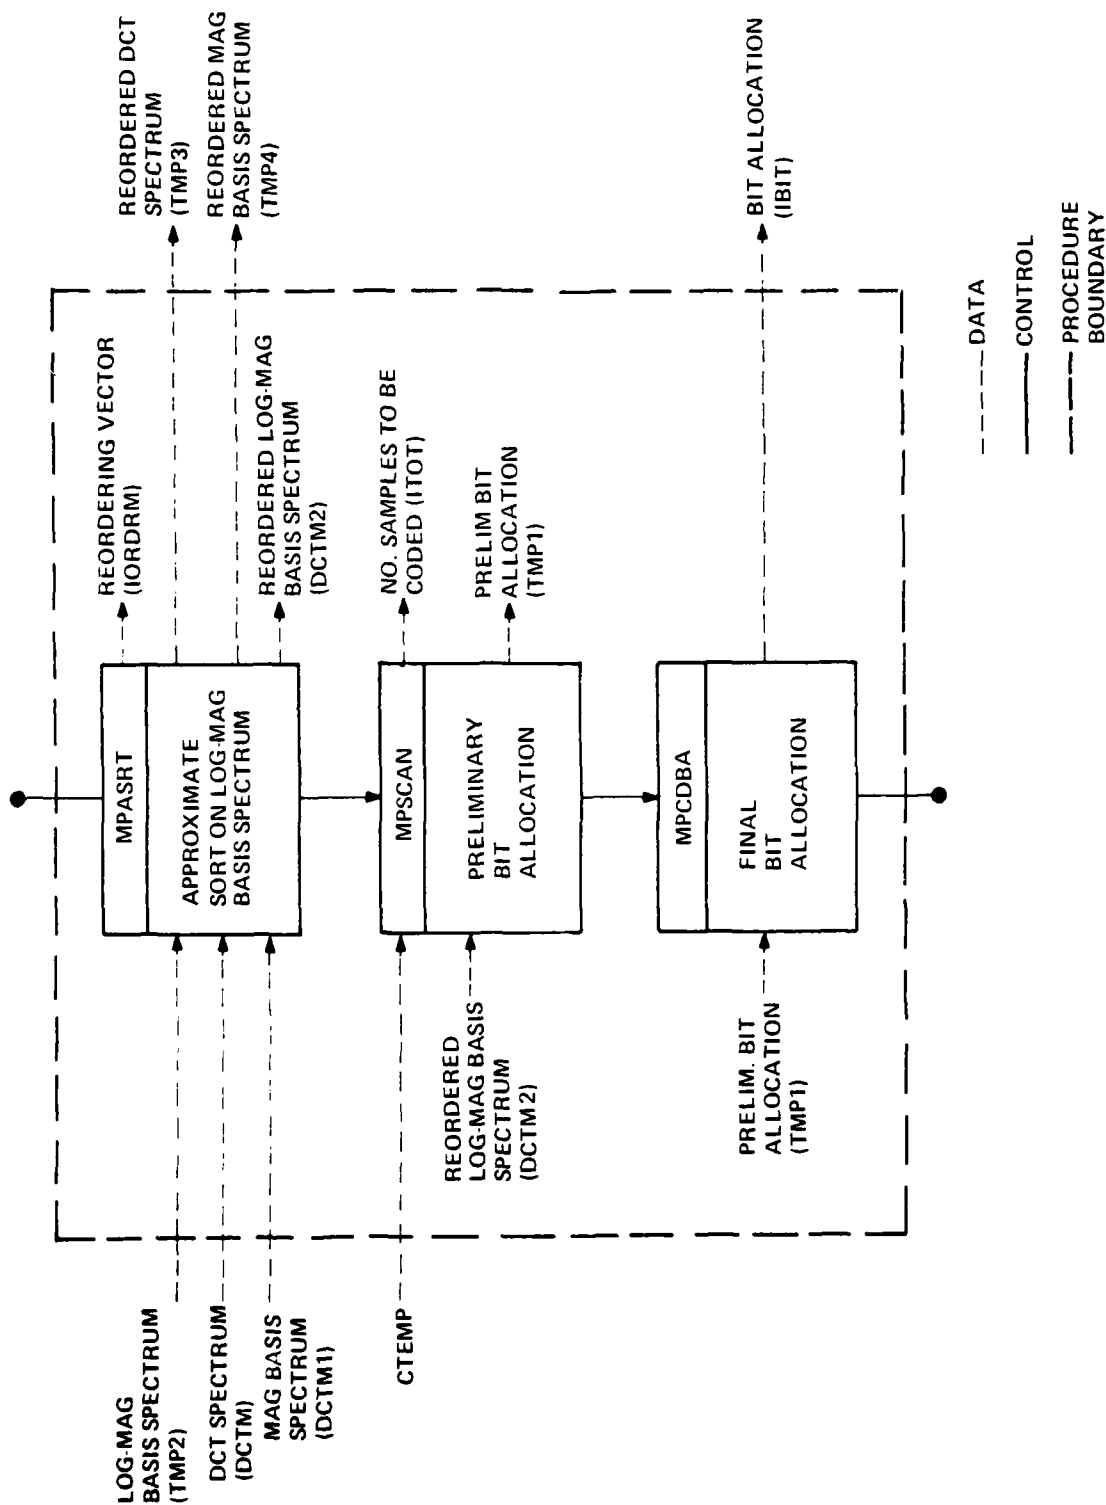 LOG-MAG
BASIS SPECTRUM
(TMP2)
DCT SPECTRUM
(DCTM)
MAG BASIS
SPECTRUM
(DCTM1)
MPASRT
APPROXIMATE
SORT ON LOG-MAG
BASIS SPECTRUM
REORDERING VECTOR
(IORDRM)
REORDERED DCT
SPECTRUM
(TMP3)
REORDERED MAG
BASIS SPECTRUM
(TMP4)
REORDERED LOG-MAG
BASIS SPECTRUM
(DCTM2)
CTEMP
REORDERED
LOG-MAG BASIS
SPECTRUM
(DCTM2)
MPSCAN
PRELIMINARY
BIT
ALLOCATION
NO. SAMPLES TO BE
CODED (ITOT)
PRELIM BIT
ALLOCATION
(TMP1)
PRELIM. BIT
ALLOCATION
(TMP1)
MPCDBA
FINAL
BIT
ALLOCATION
BIT ALLOCATION
(IBIT)
DATA
CONTROL
PROCEDURE
BOUNDARY